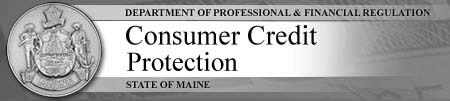 DEPARTMENT OF PROFESSIONAL & FINANCIAL REGULATION
Consumer Credit
Protection
STATE OF MAINE